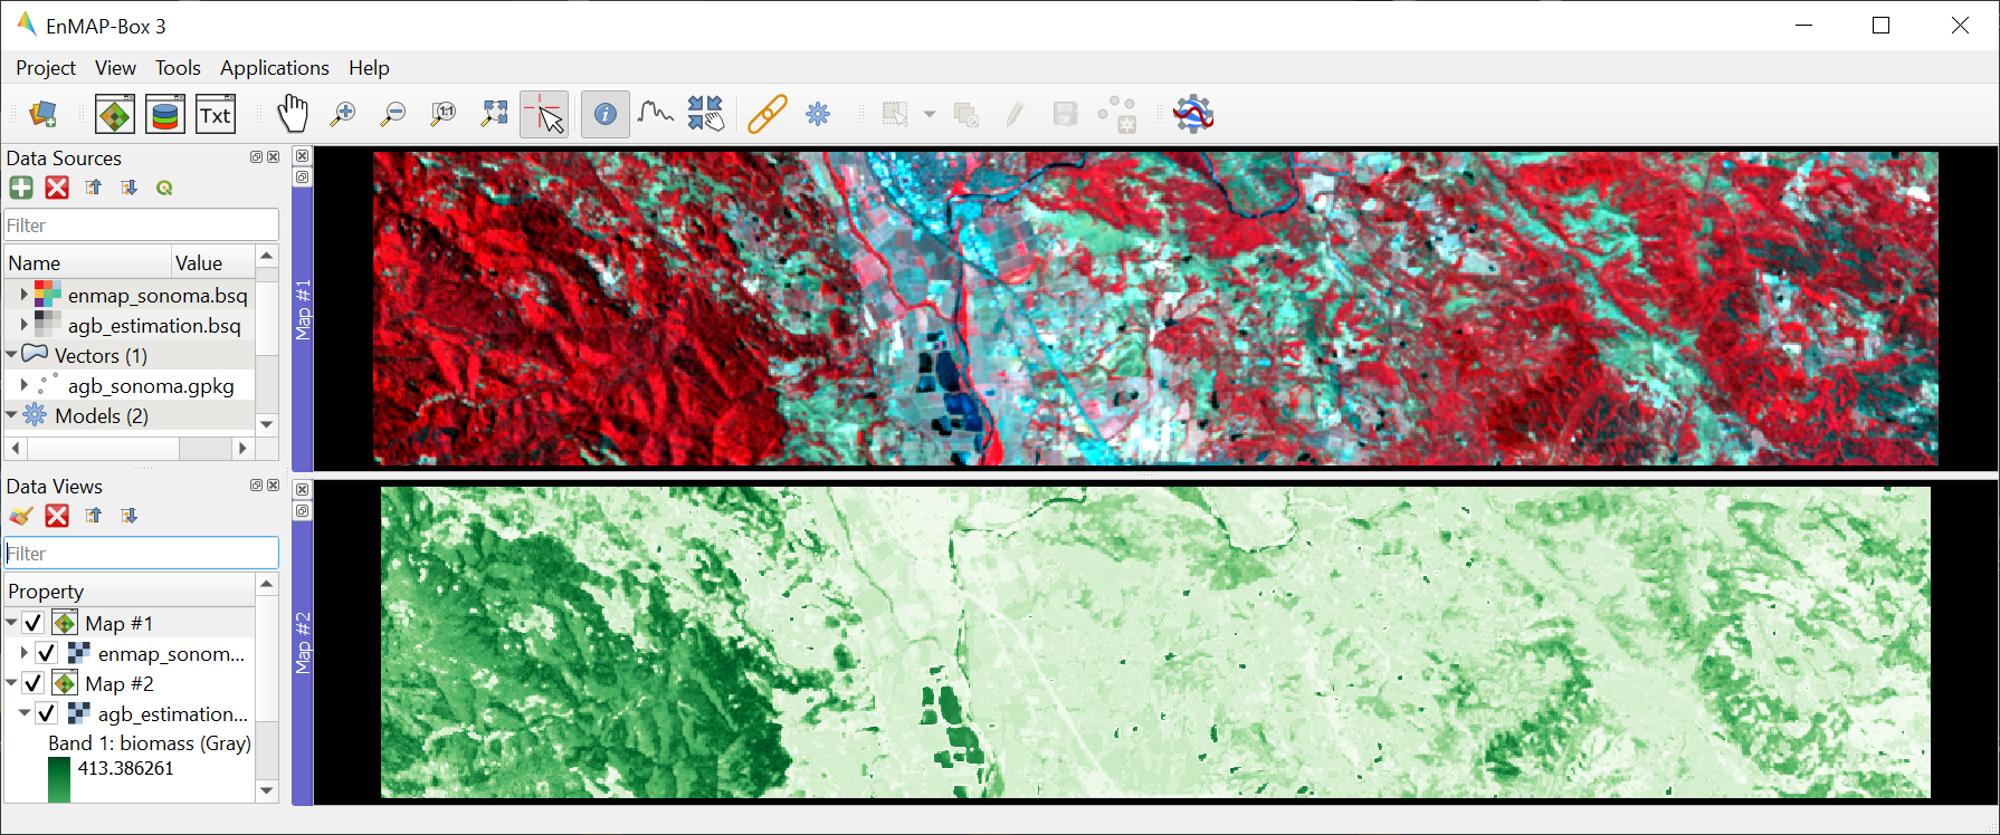 EnMAP-Box 3
Project View Tools Applications Help
1:1
Txt
Data Sources
Filter
Name Value
enmap_sonoma.bsq
agb_estimation.bsq
Vectors (1)
agb_sonoma.gpkg
Models (2)
Map #1
Data Views
Filter
Property
Map #1
enmap_sonom...
Map #2
agb_estimation...
Band 1: biomass (Gray)
413.386261
Map #2